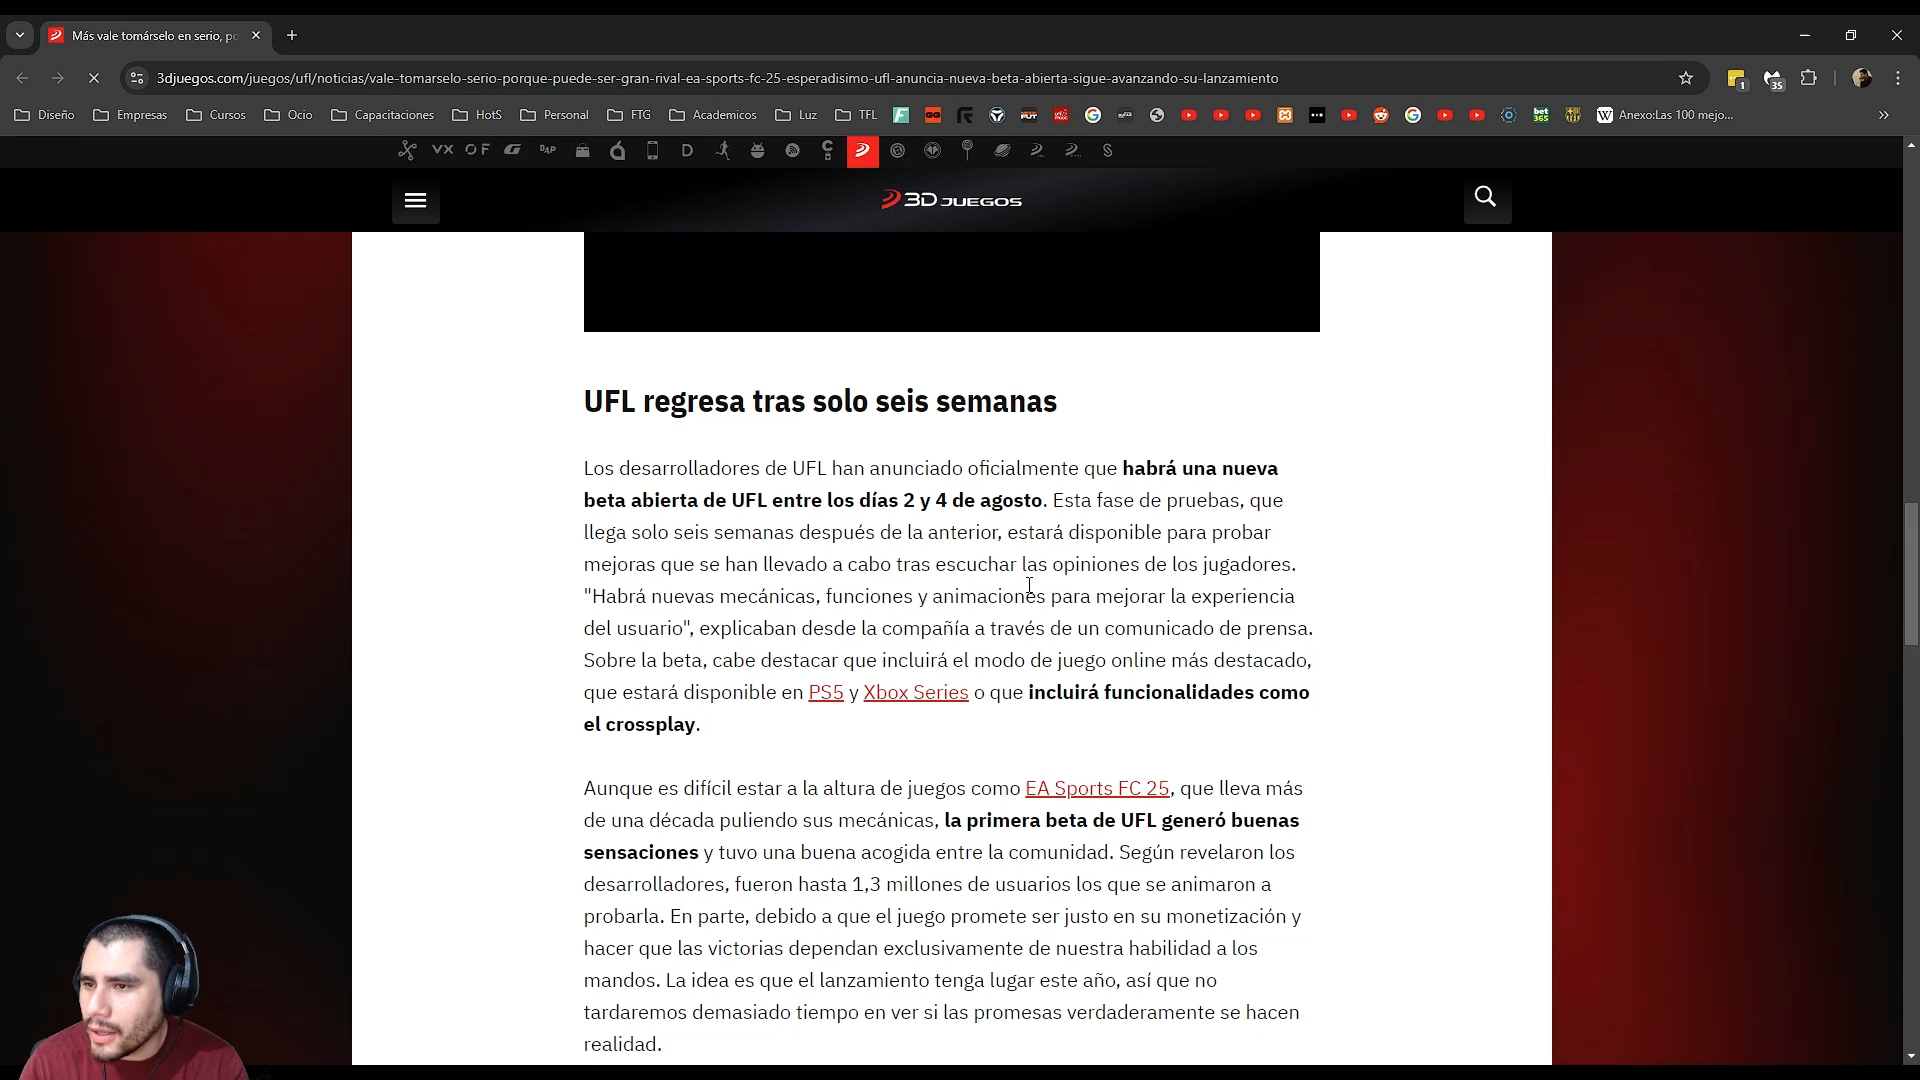 Más vale tomárselo en serio, po
3djuegos.com/juegos/ufl/noticias/vale-tomarselo-serio-porque-puede-ser-gran-rival-ea-sports-fc-25-esperadisimo-ufl-anuncia-nueva-beta-abierta-sigue-avanzando-su-lanzamiento
1
35
Diseño
Empresas
Cursos
Ocio
Capacitaciones
HotS
Personal
FTG
Academicos
Luz
TFL
bet365
Anexo:Las 100 mejo...
3D JUEGOS
UFL regresa tras solo seis semanas
Los desarrolladores de UFL han anunciado oficialmente que habrá una nueva
beta abierta de UFL entre los días 2 y 4 de agosto. Esta fase de pruebas, que
llega solo seis semanas después de la anterior, estará disponible para probar
mejoras que se han llevado a cabo tras escuchar las opiniones de los jugadores.
"Habrá nuevas mecánicas, funciones y animaciones para mejorar la experiencia
del usuario", explicaban desde la compañía a través de un comunicado de prensa.
Sobre la beta, cabe destacar que incluirá el modo de juego online más destacado,
que estará disponible en PS5 y Xbox Series o que incluirá funcionalidades como
el crossplay.
Aunque es difícil estar a la altura de juegos como EA Sports FC 25, que lleva más
de una década puliendo sus mecánicas, la primera beta de UFL generó buenas
sensaciones y tuvo una buena acogida entre la comunidad. Según revelaron los
desarrolladores, fueron hasta 1,3 millones de usuarios los que se animaron a
probarla. En parte, debido a que el juego promete ser justo en su monetización y
hacer que las victorias dependan exclusivamente de nuestra habilidad a los
mandos. La idea es que el lanzamiento tenga lugar este año, así que no
tardaremos demasiado tiempo en ver si las promesas verdaderamente se hacen
realidad.